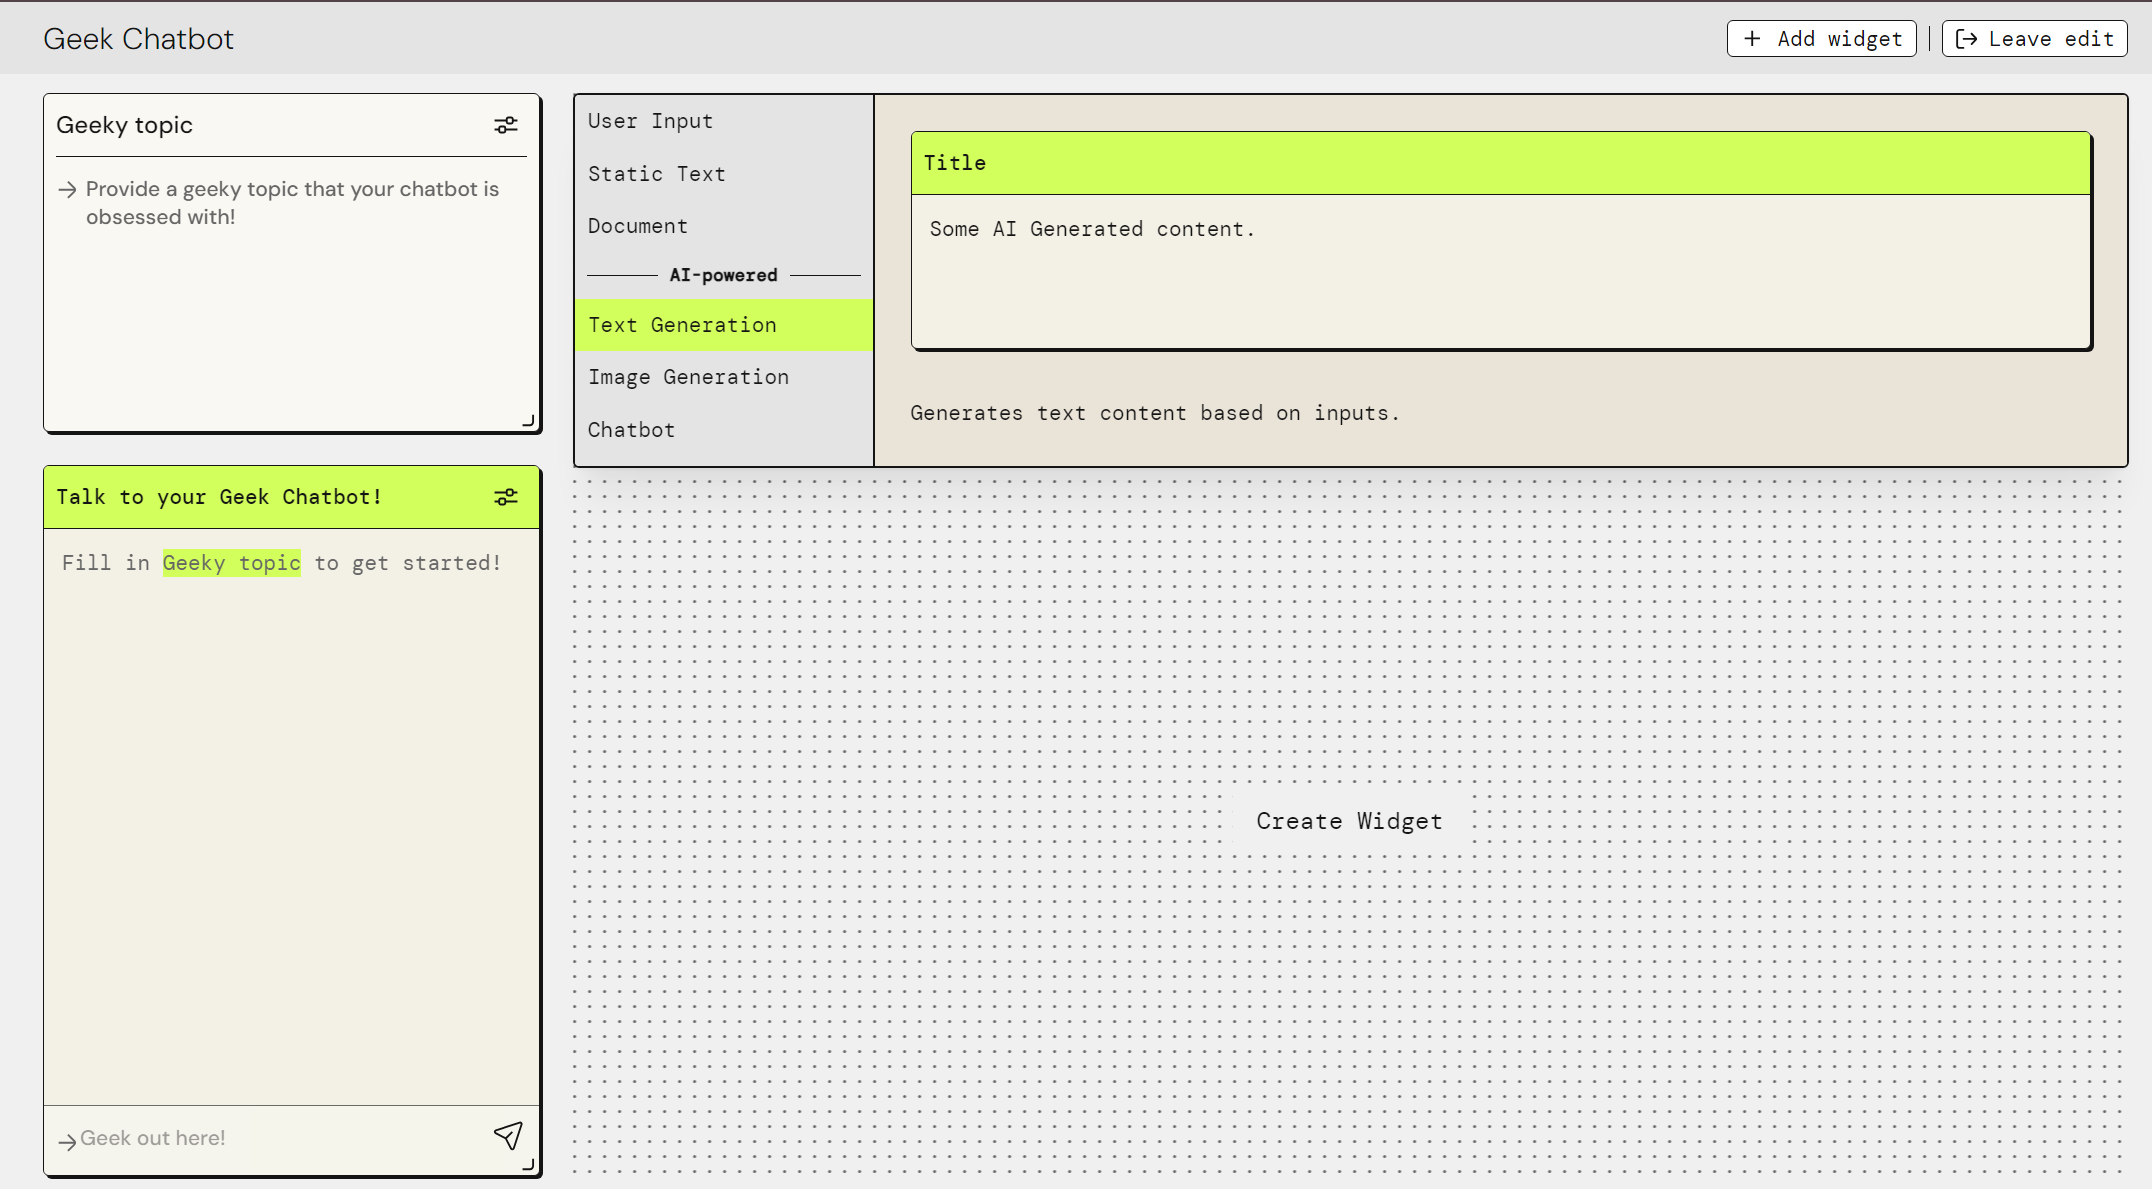 Geek Chatbot
Add widget
Leave edit
Geeky topic
Provide a geeky topic that your chatbot is
obsessed with!
Talk to your Geek Chatbot!
Fill in Geeky topic to get started!
Geek out here!
User Input
Static Text
Document
AI-powered
Text Generation
Image Generation
Chatbot
Title
Some AI Generated content.
Generates text content based on inputs.
Create Widget